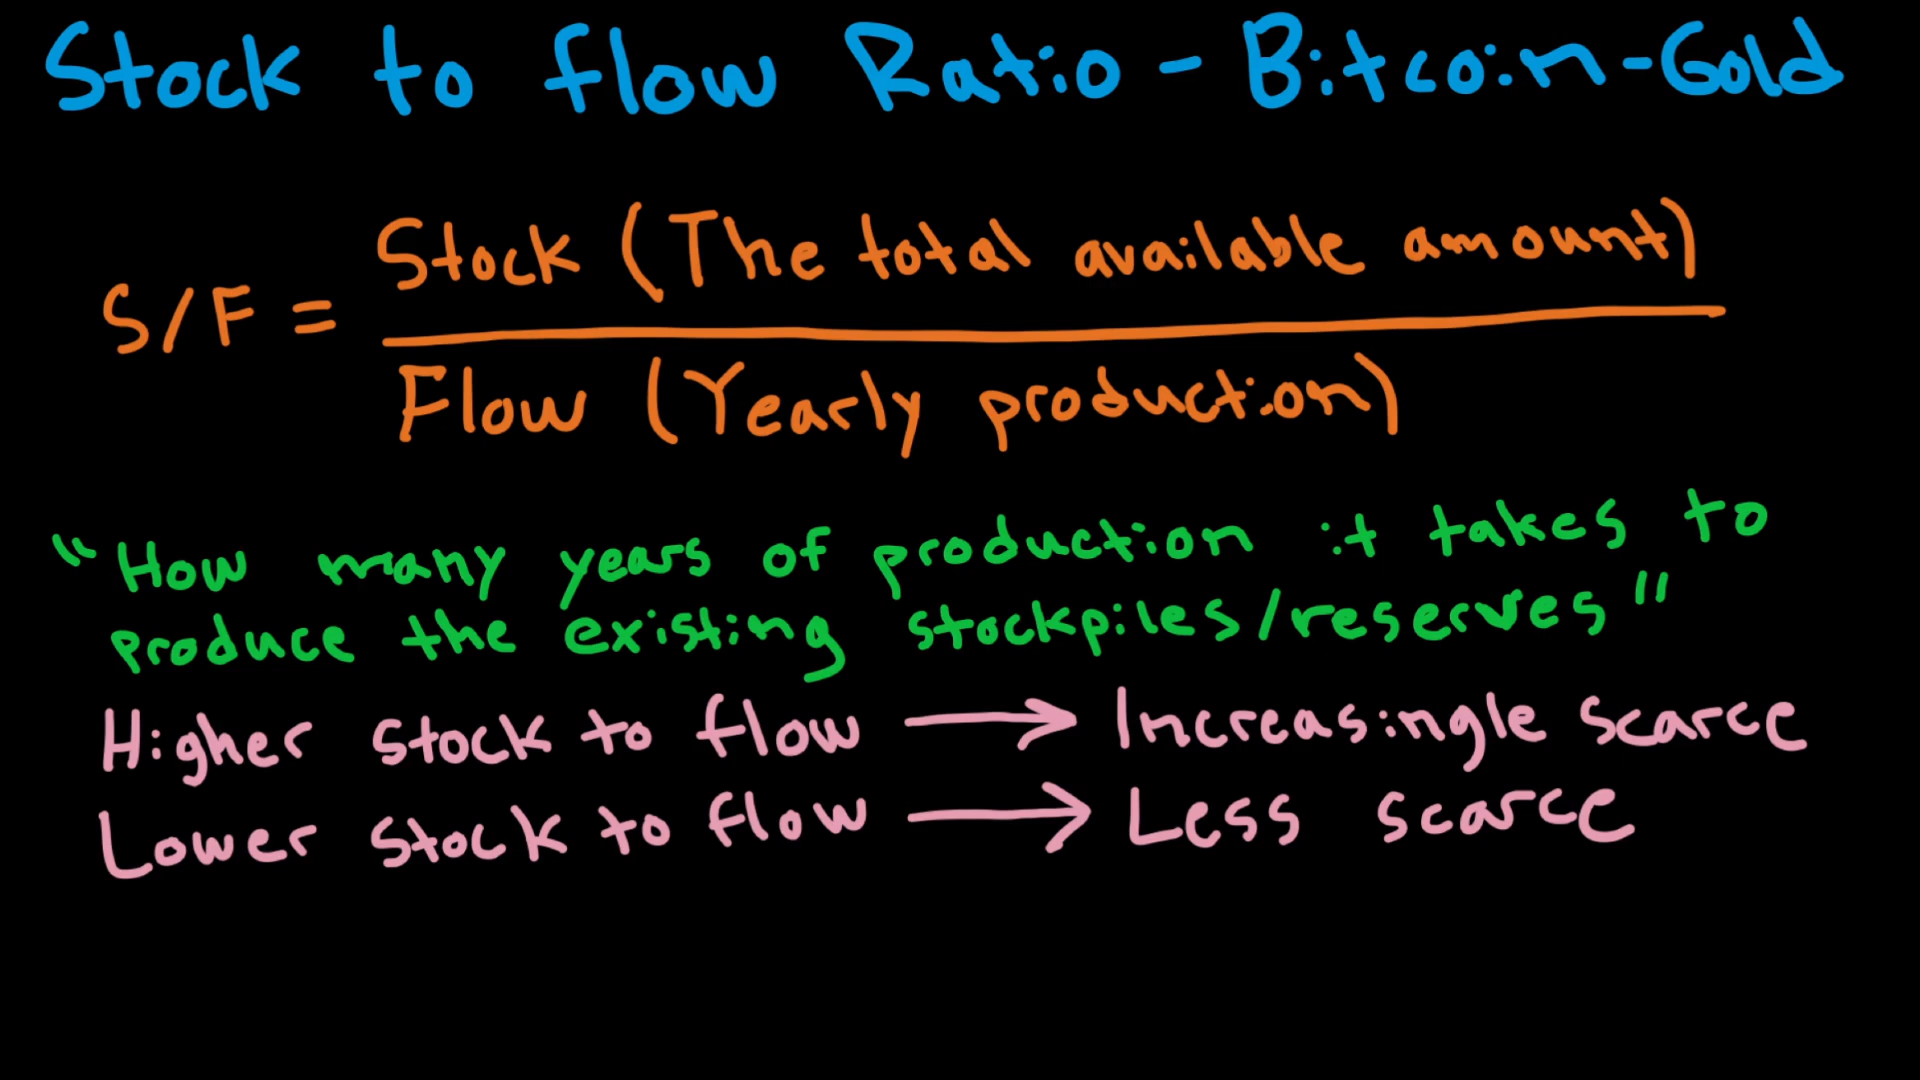 Stock to flow Ratio - Bitcoin-Gold
S/F = Stock (The total available amount)
Flow (Yearly production)
"How many years of production it takes to
produce the existing stockpiles/reserves"
Higher stock to flow → Increasingle scarce
Lower stock to flow → Less scarce